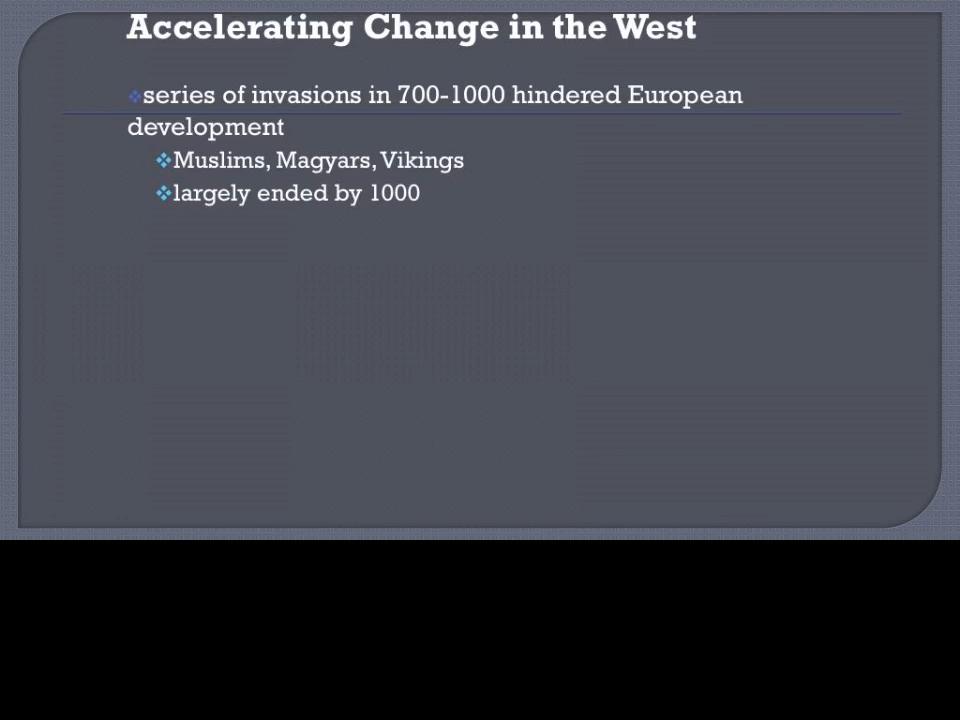 Accelerating Change in the West
❖series of invasions in 700-1000 hindered European
development
❖Muslims, Magyars, Vikings
❖largely ended by 1000